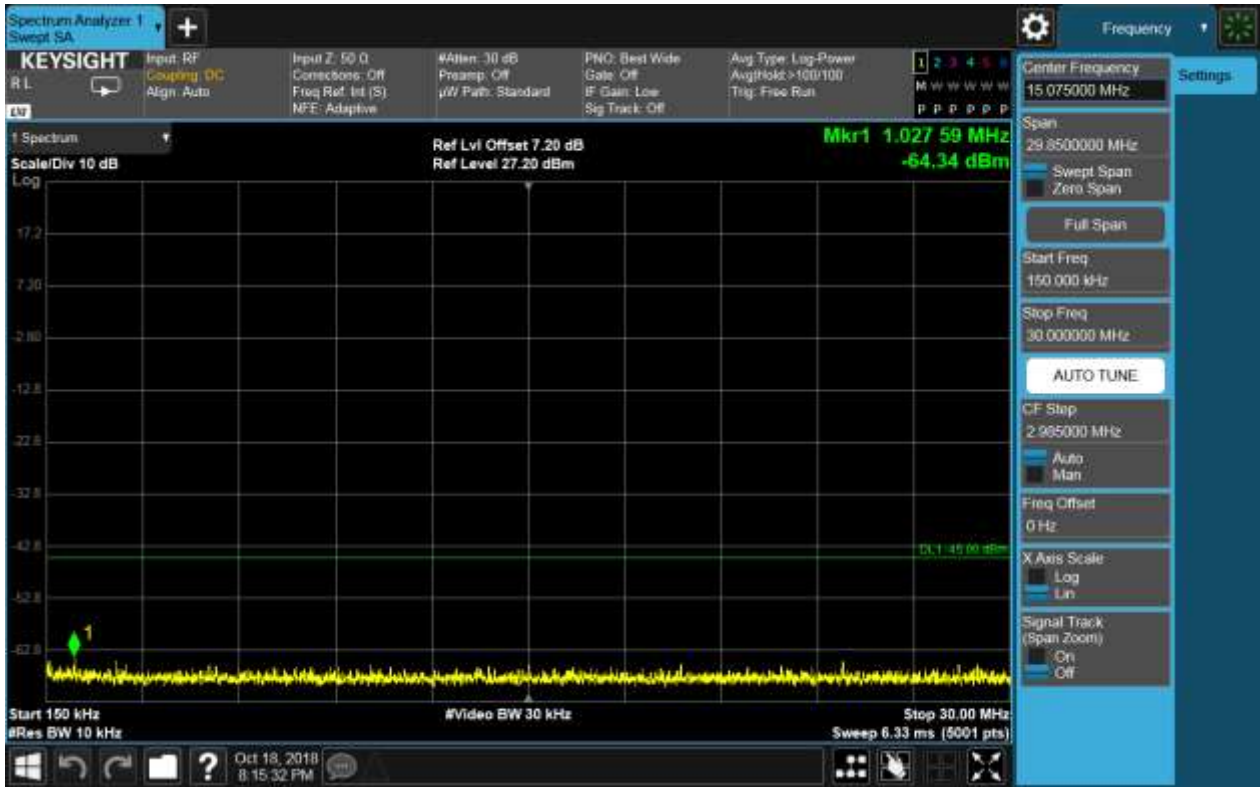 Spectrum Analyzer 1
Swept SA
Frequency
KEYSIGHT
R L
Input: RF
Coupling: DC
Align: Auto
Input Z: 50 Ω
Corrections: Off
Freq Ref: Int (S)
NFE: Adaptive
#Atten: 30 dB
Preamp: Off
µW Path: Standard
PNO: Best Wide
Gate: Off
IF Gain: Low
Sig Track: Off
Avg Type: Log-Power
Avg|Hold:>100/100
Trig: Free Run
1 2 3 4 5 6
M W W W W W
P P P P P P
1 Spectrum
Scale/Div 10 dB
Log
Ref Lvl Offset 7.20 dB
Ref Level 27.20 dBm
Mkr1 1.027 59 MHz
-64.34 dBm
17.2
7.20
-2.80
-12.8
-22.8
-32.8
-42.8
DL1 -45.00 dBm
-52.8
1
-62.8
Start 150 kHz
#Res BW 10 kHz
#Video BW 30 kHz
Stop 30.00 MHz
Sweep 6.33 ms (5001 pts)
Oct 18, 2018
8:15:32 PM
Center Frequency
15.075000 MHz
Settings
Span
29.8500000 MHz
Swept Span
Zero Span
Full Span
Start Freq
150.000 kHz
Stop Freq
30.000000 MHz
AUTO TUNE
CF Step
2.985000 MHz
Auto
Man
Freq Offset
0 Hz
X Axis Scale
Log
Lin
Signal Track
(Span Zoom)
On
Off